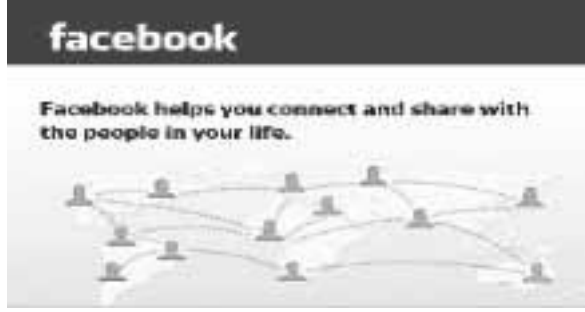 facebook
Facebook helps you connect and share with
the people in your life.